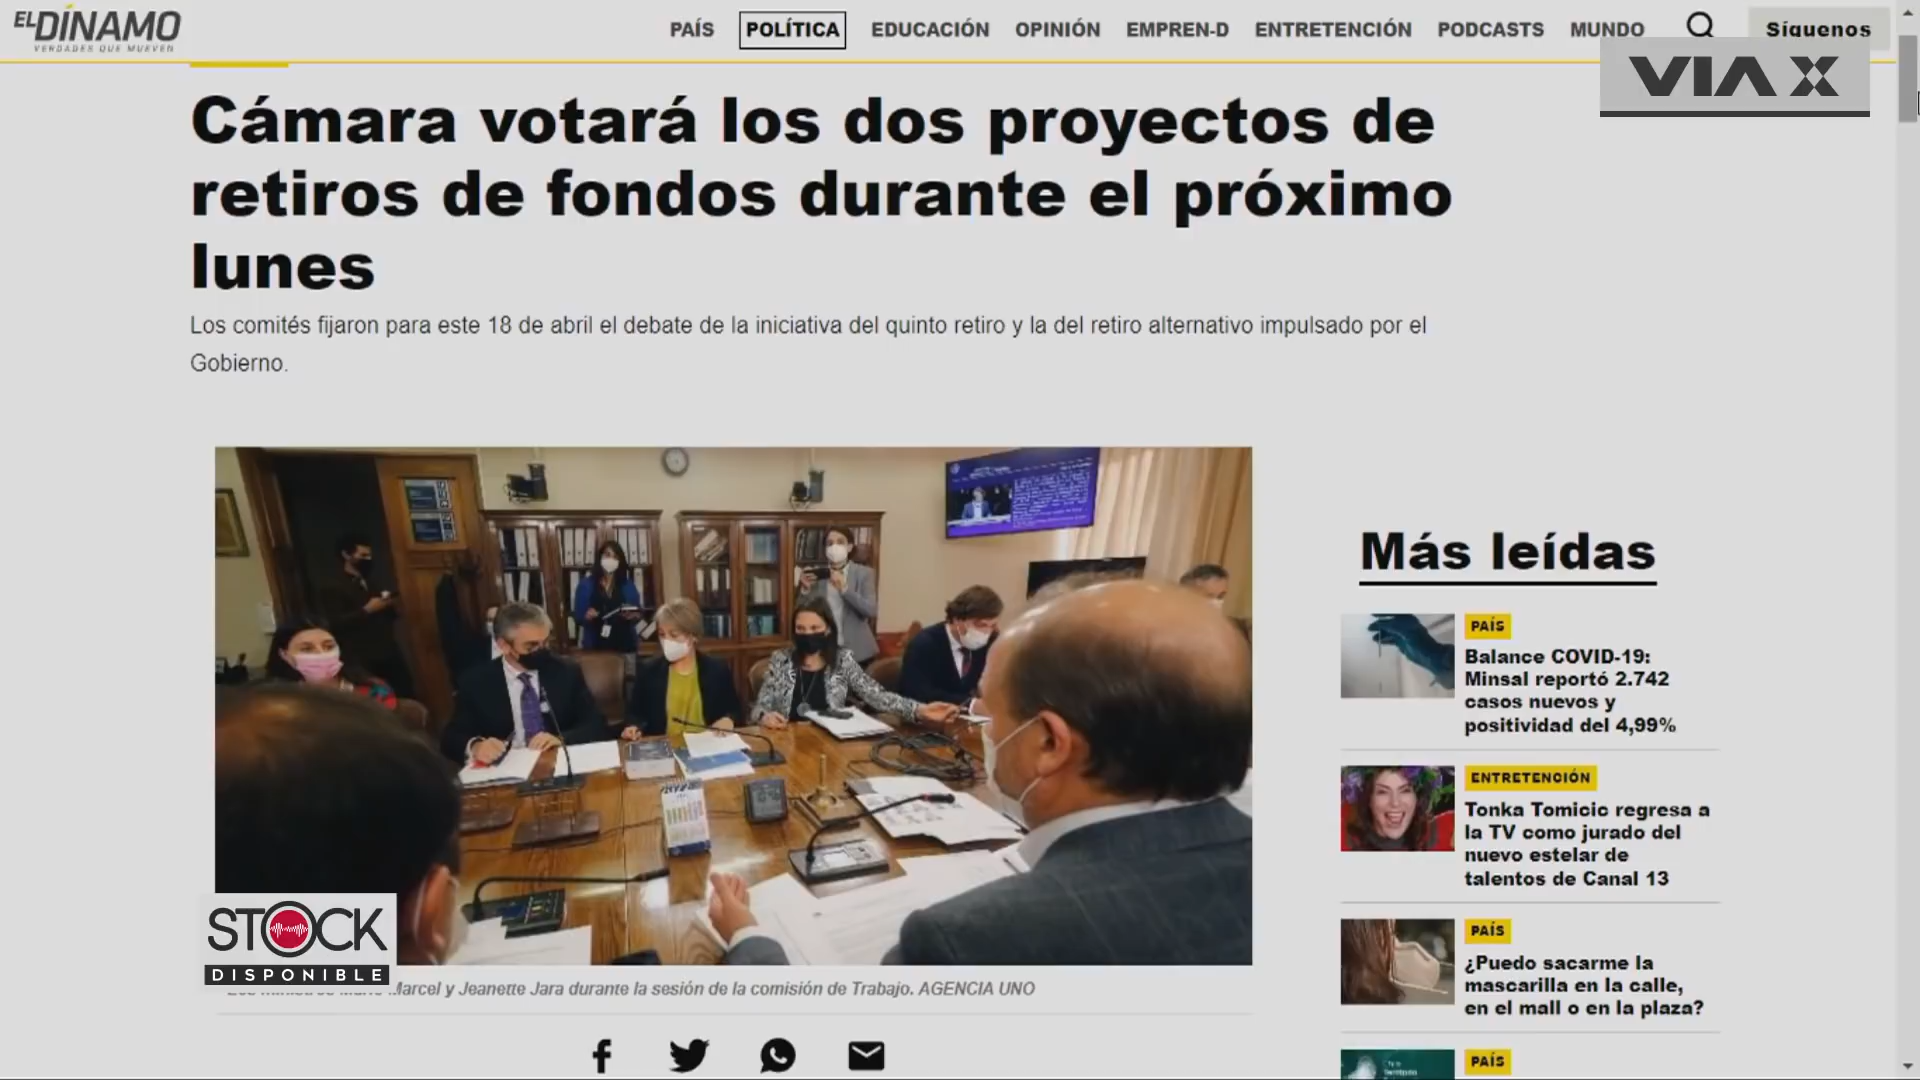 EL DÍNAMO
VERDADES QUE MUEVEN
PAÍS POLÍTICA EDUCACIÓN OPINIÓN EMPREN-D ENTRETENCIÓN PODCASTS MUNDO Síguenos
VIA X
Cámara votará los dos proyectos de
retiros de fondos durante el próximo
lunes
Los comités fijaron para este 18 de abril el debate de la iniciativa del quinto retiro y la del retiro alternativo impulsado por el
Gobierno.
Más leídas
PAÍS
Balance COVID-19:
Minsal reportó 2.742
casos nuevos y
positividad del 4,99%
ENTRETENCIÓN
Tonka Tomicic regresa a
la TV como jurado del
nuevo estelar de
talentos de Canal 13
PAÍS
¿Puedo sacarme la
mascarilla en la calle,
en el mall o en la plaza?
PAÍS
STOCK
DISPONIBLE
Marcel y Jeanette Jara durante la sesión de la comisión de Trabajo. AGENCIA UNO